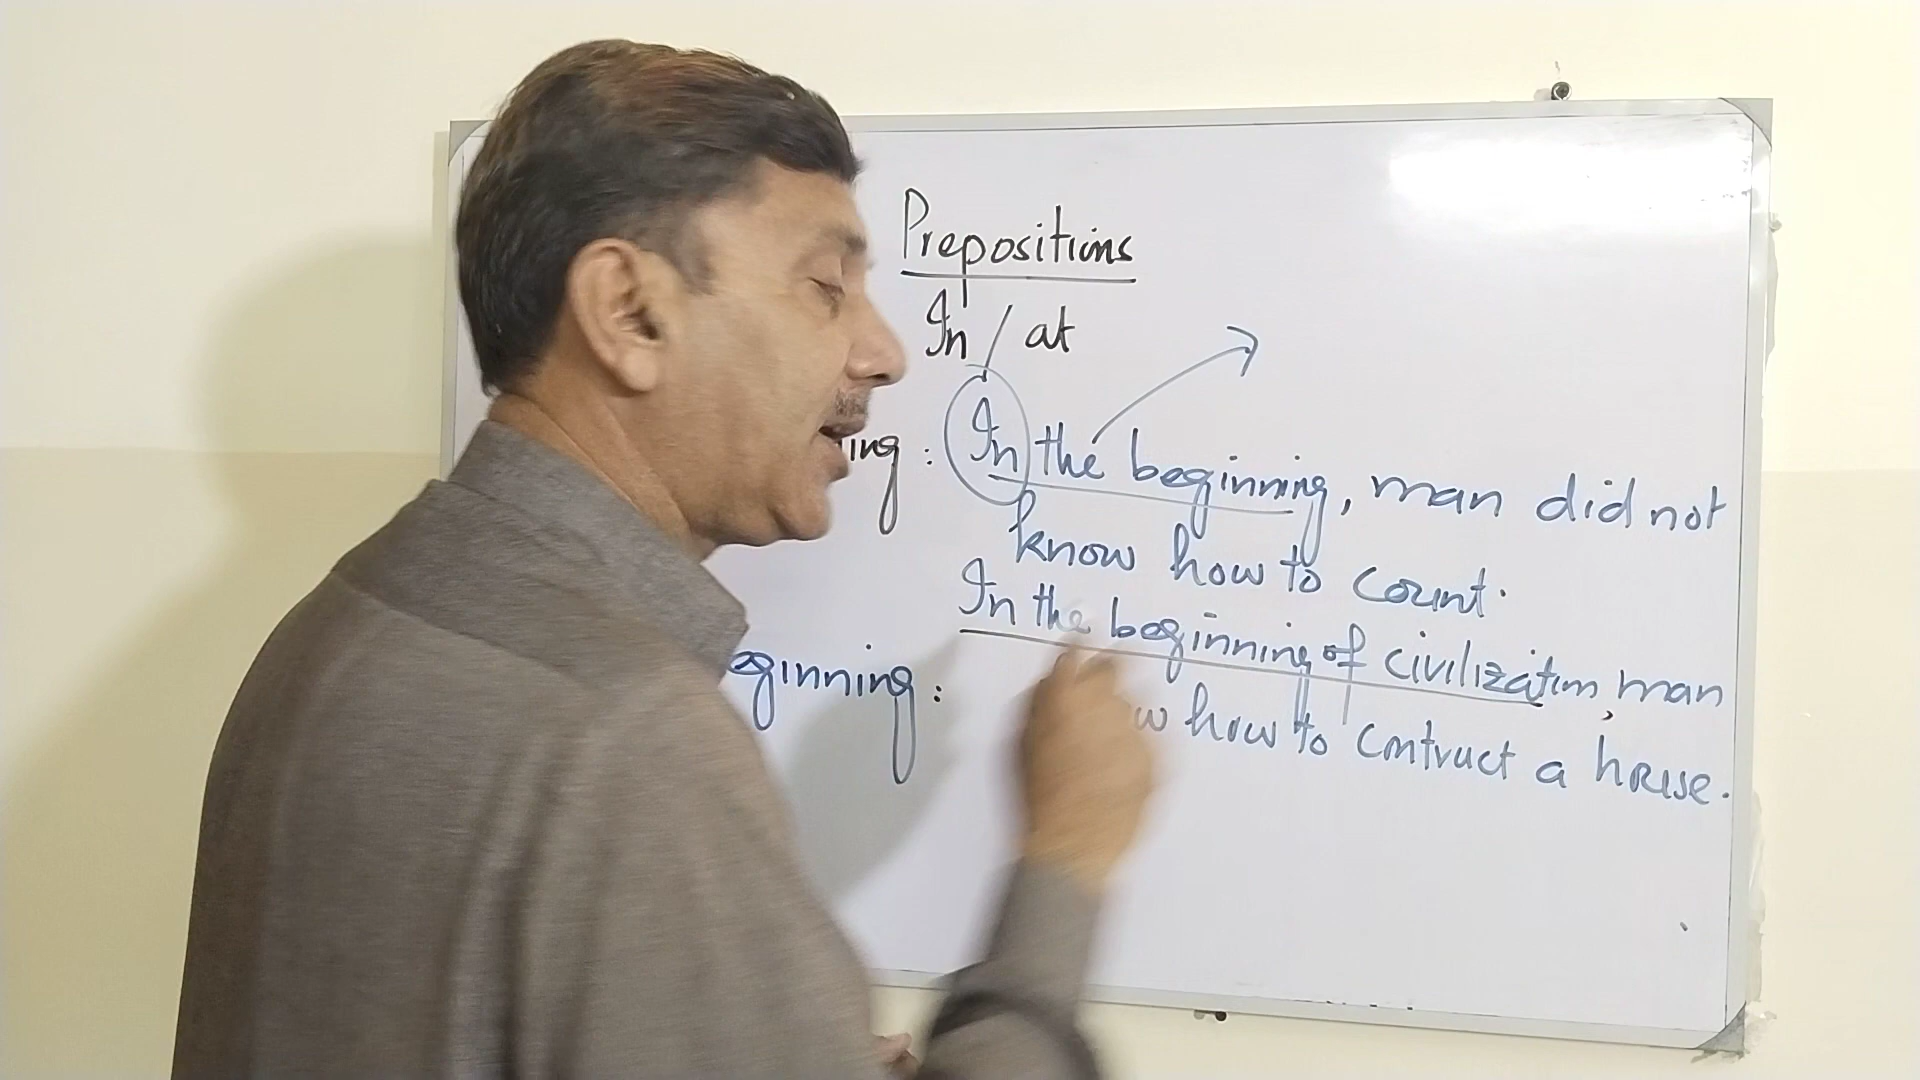 Prepositions
In / at
ing : In the beginning, man did not
know how to count.
In the beginning of civilization, man
eginning : w how to contruct a house.